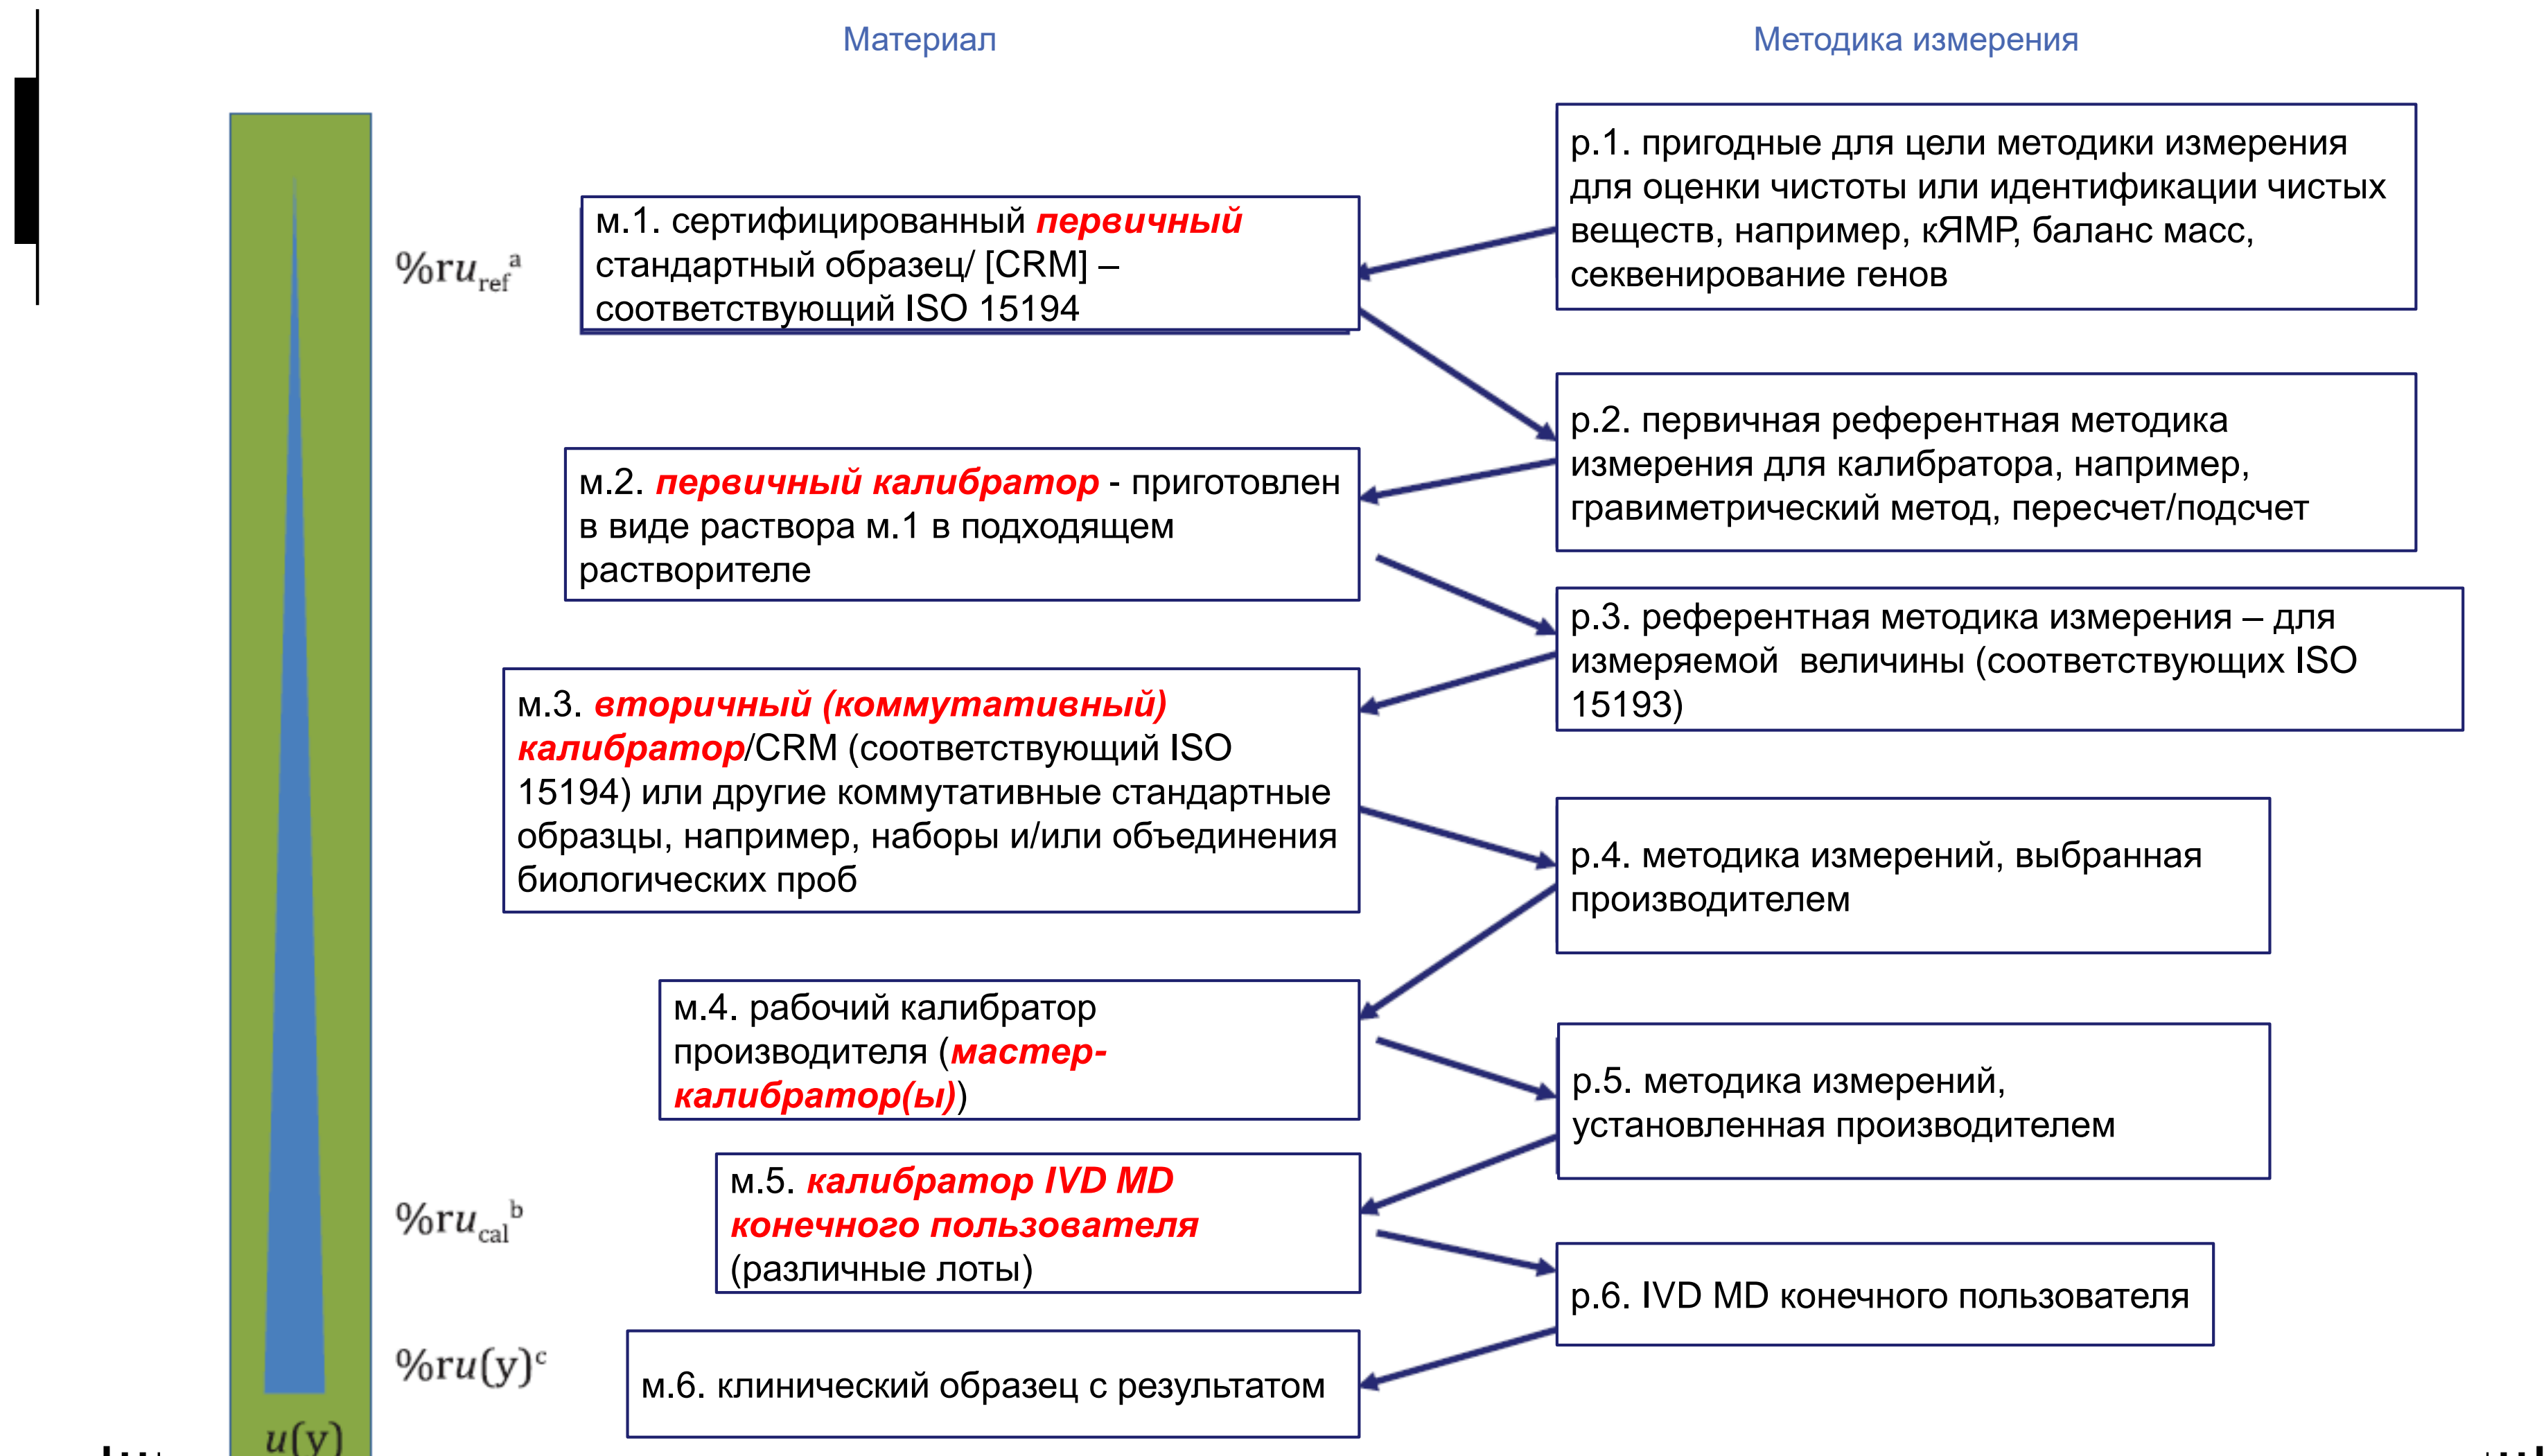 Материал
Методика измерения
р.1. пригодные для цели методики измерения
для оценки чистоты или идентификации чистых
веществ, например, кЯМР, баланс масс,
секвенирование генов
м.1. сертифицированный первичный
стандартный образец/ [CRM] –
соответствующий ISO 15194
%ru_ref^a
р.2. первичная референтная методика
измерения для калибратора, например,
гравиметрический метод, пересчет/подсчет
м.2. первичный калибратор - приготовлен
в виде раствора м.1 в подходящем
растворителе
р.3. референтная методика измерения – для
измеряемой величины (соответствующих ISO
15193)
м.3. вторичный (коммутативный)
калибратор/CRM (соответствующий ISO
15194) или другие коммутативные стандартные
образцы, например, наборы и/или объединения
биологических проб
р.4. методика измерений, выбранная
производителем
м.4. рабочий калибратор
производителя (мастер-
калибратор(ы))
р.5. методика измерений,
установленная производителем
м.5. калибратор IVD MD
конечного пользователя
(различные лоты)
%ru_cal^b
р.6. IVD MD конечного пользователя
%ru(y)^c
м.6. клинический образец с результатом
u(y)